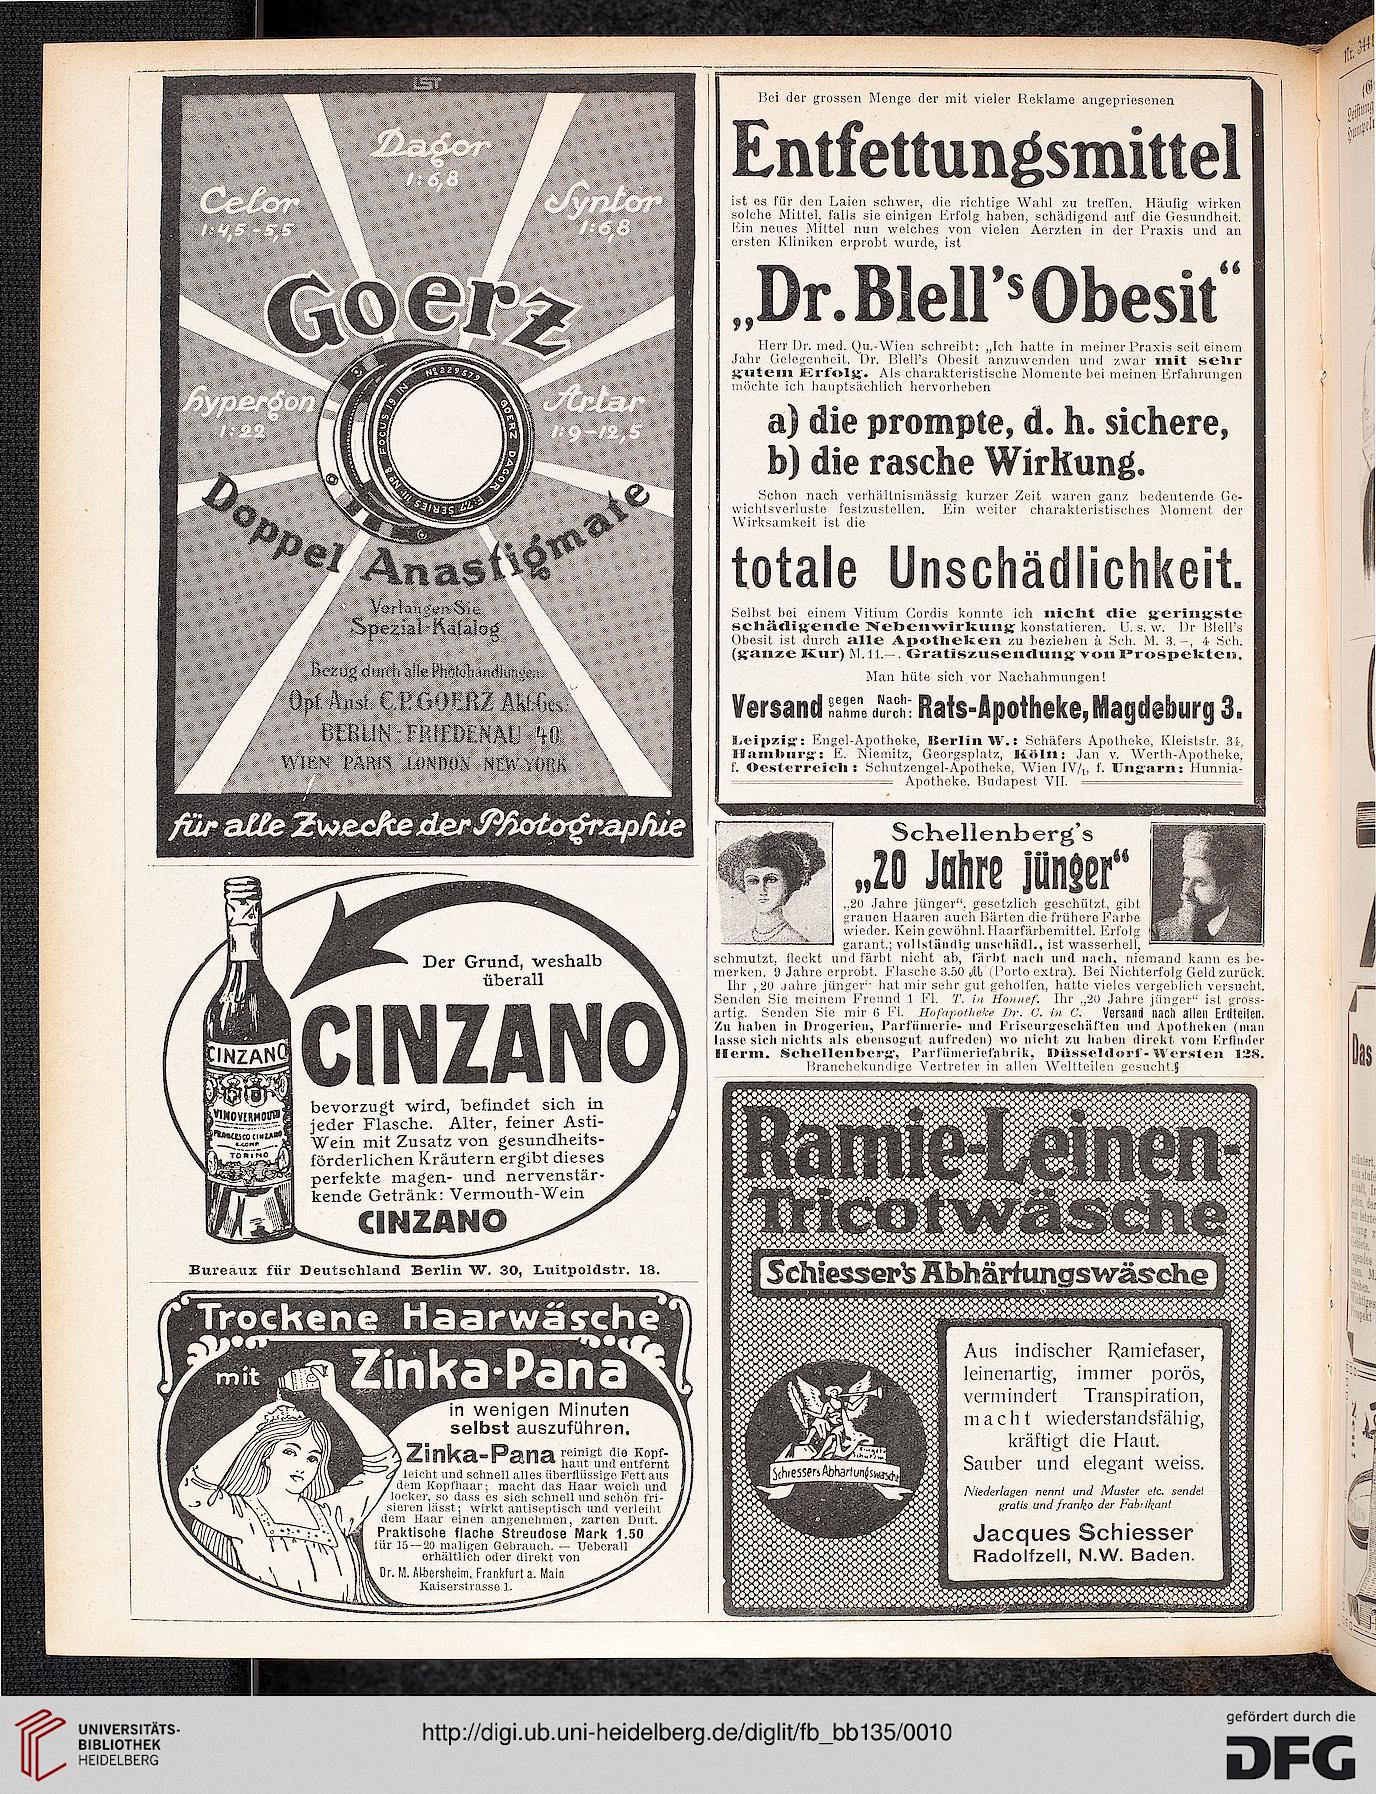 LST
Dagor
1:6,8
Celor
1:4,5-5,5
Syntor
1:6,8
Goerz
Hypergon
1:22
Artar
1:9-12,5
Nº 229579 GOERZ DAGOR
Doppel Anastigmate
Verlangen Sie
Spezial-Katalog
Bezug durch alle Photohandlungen
Opt. Anst. C.P. GOERZ Akt.Ges.
BERLIN-FRIEDENAU 40
WIEN PARIS LONDON NEW YORK
für alle Zwecke der Photographie
Der Grund, weshalb
überall
CINZANO
bevorzugt wird, befindet sich in
jeder Flasche. Alter, feiner Asti-
Wein mit Zusatz von gesundheits-
förderlichen Kräutern ergibt dieses
perfekte magen- und nervenstär-
kende Getränk: Vermouth-Wein
CINZANO
CINZANO
VINO VERMOUTH
FRANCESCO CINZANO
& COMP.
TORINO
Bureaux für Deutschland Berlin W. 30, Luitpoldstr. 18.
Trockene Haarwäsche
mit Zinka-Pana
in wenigen Minuten
selbst auszuführen.
Zinka-Pana reinigt die Kopf-
haut und entfernt
leicht und schnell alles überflüssige Fett aus
dem Kopfhaar; macht das Haar weich und
locker, so dass es sich schnell und schön fri-
sieren lässt; wirkt antiseptisch und verleiht
dem Haar einen angenehmen, zarten Duft.
Praktische flache Streudose Mark 1.50
für 15—20 maligen Gebrauch. — Ueberall
erhältlich oder direkt von
Dr. M. Albersheim, Frankfurt a. Main
Kaiserstrasse 1.
Bei der grossen Menge der mit vieler Reklame angepriesenen
Entfettungsmittel
ist es für den Laien schwer, die richtige Wahl zu treffen. Häufig wirken
solche Mittel, falls sie einigen Erfolg haben, schädigend auf die Gesundheit.
Ein neues Mittel nun welches von vielen Aerzten in der Praxis und an
ersten Kliniken erprobt wurde, ist
„Dr. Blell's Obesit“
Herr Dr. med. Qu.-Wien schreibt: „Ich hatte in meiner Praxis seit einem
Jahr Gelegenheit, Dr. Blell's Obesit anzuwenden und zwar mit sehr
gutem Erfolg. Als charakteristische Momente bei meinen Erfahrungen
möchte ich hauptsächlich hervorheben
a) die prompte, d. h. sichere,
b) die rasche Wirkung.
Schon nach verhältnismässig kurzer Zeit waren ganz bedeutende Ge-
wichtsverluste festzustellen. Ein weiter charakteristisches Moment der
Wirksamkeit ist die
totale Unschädlichkeit.
Selbst bei einem Vitium Cordis konnte ich nicht die geringste
schädigende Nebenwirkung konstatieren. U. s. w. Dr Blell's
Obesit ist durch alle Apotheken zu beziehen à Sch. M. 3.–, 4 Sch.
(ganze Kur) M. 11.—. Gratiszusendung von Prospekten.
Man hüte sich vor Nachahmungen!
Versand gegen Nach-nahme durch: Rats-Apotheke, Magdeburg 3.
Leipzig: Engel-Apotheke, Berlin W.: Schäfers Apotheke, Kleiststr. 34,
Hamburg: E. Niemitz, Georgsplatz, Köln: Jan v. Werth-Apotheke,
f. Oesterreich: Schutzengel-Apotheke, Wien IV/1, f. Ungarn: Hunnia-
Apotheke, Budapest VII.
Schellenberg's
„20 Jahre jünger“
„20 Jahre jünger“, gesetzlich geschützt, gibt
grauen Haaren auch Bärten die frühere Farbe
wieder. Kein gewöhnl. Haarfärbemittel. Erfolg
garant.; vollständig unschädl., ist wasserhell,
schmutzt, fleckt und färbt nicht ab, färbt nach und nach, niemand kann es be-
merken. 9 Jahre erprobt. Flasche 3.50 ℳ (Porto extra). Bei Nichterfolg Geld zurück.
Ihr „20 Jahre jünger“ hat mir sehr gut geholfen, hatte vieles vergeblich versucht.
Senden Sie meinem Freund 1 Fl. T. in Honnef. Ihr „20 Jahre jünger“ ist gross-
artig. Senden Sie mir 6 Fl. Hofapotheke Dr. C. in C. Versand nach allen Erdteilen.
Zu haben in Drogerien, Parfümerie- und Friseurgeschäften und Apotheken (man
lasse sich nichts als ebensogut aufreden) wo nicht zu haben direkt vom Erfinder
Herm. Schellenberg, Parfümeriefabrik, Düsseldorf-Wersten 128.
Branchekundige Vertreter in allen Weltteilen gesucht.§
Ramie-Leinen-
Tricotwäsche
Schiesser's Abhärtungswäsche
Schiessers Abhärtungswäsche
Aus indischer Ramiefaser,
leinenartig, immer porös,
vermindert Transpiration,
macht wiederstandsfähig,
kräftigt die Haut.
Sauber und elegant weiss.
Niederlagen nennt und Muster etc. sendet
gratis und franko der Fabrikant
Jacques Schiesser
Radolfzell, N.W. Baden.
Das
UNIVERSITÄTS-
BIBLIOTHEK
HEIDELBERG
http://digi.ub.uni-heidelberg.de/diglit/fb_bb135/0010
gefördert durch die
DFG